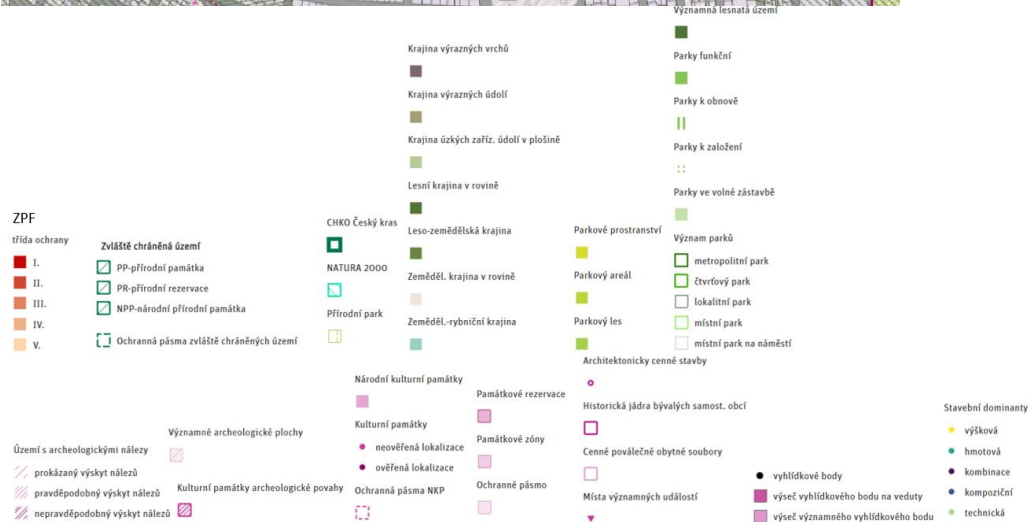 ZPF
třída ochrany
I.
II.
III.
IV.
V.
Zvláště chráněná území
PP-přírodní památka
PR-přírodní rezervace
NPP-národní přírodní památka
Ochranná pásma zvláště chráněných území
CHKO Český kras
NATURA 2000
Přírodní park
Krajina výrazných vrchů
Krajina výrazných údolí
Krajina úzkých zaříz. údolí v plošině
Lesní krajina v rovině
Leso-zemědělská krajina
Zeměděl. krajina v rovině
Zeměděl.-rybniční krajina
Parkové prostranství
Parkový areál
Parkový les
Významná lesnatá území
Parky funkční
Parky k obnově
Parky k založení
Parky ve volné zástavbě
Význam parků
metropolitní park
čtvrťový park
lokalitní park
místní park
místní park na náměstí
Území s archeologickými nálezy
prokázaný výskyt nálezů
pravděpodobný výskyt nálezů
nepravděpodobný výskyt nálezů
Významné archeologické plochy
Kulturní památky archeologické povahy
Národní kulturní památky
Kulturní památky
neověřená lokalizace
ověřená lokalizace
Ochranná pásma NKP
Památkové rezervace
Památkové zóny
Ochranné pásmo
Architektonicky cenné stavby
Historická jádra bývalých samost. obcí
Cenné poválečné obytné soubory
Místa významných událostí
vyhlídkové body
výseč vyhlídkového bodu na veduty
výseč významného vyhlídkového bodu
Stavební dominanty
výšková
hmotová
kombinace
kompoziční
technická